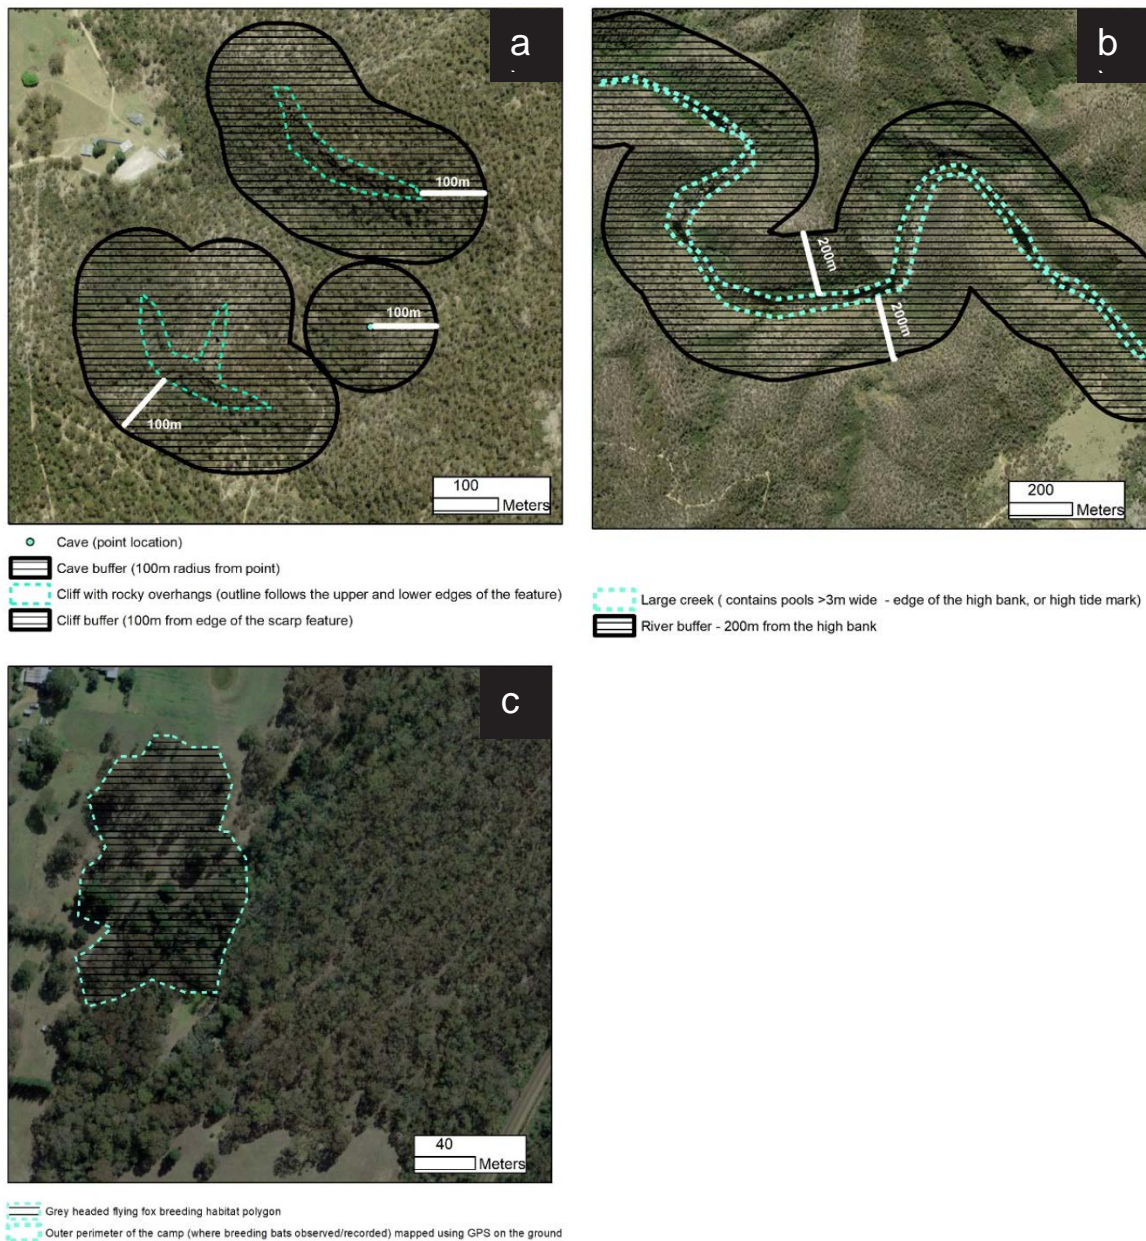 a
100m
100m
100m
100
Meters
Cave (point location)
Cave buffer (100m radius from point)
Cliff with rocky overhangs (outline follows the upper and lower edges of the feature)
Cliff buffer (100m from edge of the scarp feature)
b
200m
200m
200
Meters
Large creek ( contains pools >3m wide - edge of the high bank, or high tide mark)
River buffer - 200m from the high bank
c
40
Meters
Grey headed flying fox breeding habitat polygon
Outer perimeter of the camp (where breeding bats observed/recorded) mapped using GPS on the ground